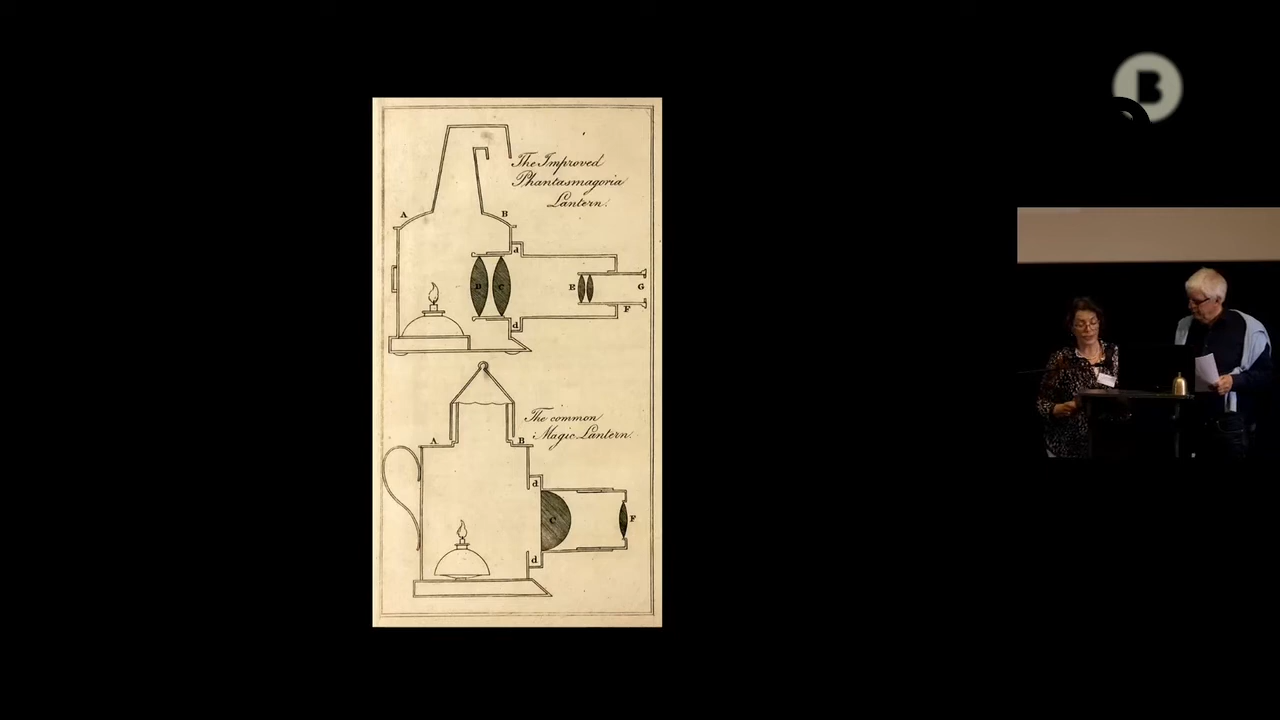 B
The Improved
Phantasmagoria
Lantern.
A
B
d
D
C
E
G
F
d
The common
Magic Lantern.
A
B
d
C
F
d